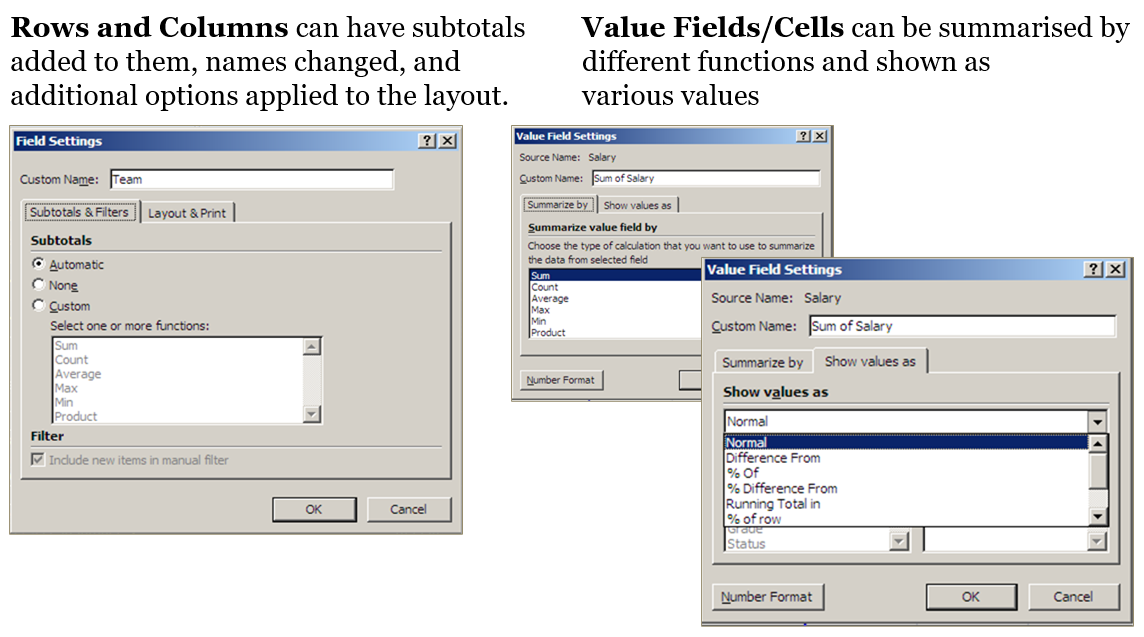 Rows and Columns can have subtotals
added to them, names changed, and
additional options applied to the layout.
Value Fields/Cells can be summarised by
different functions and shown as
various values
Field Settings
Custom Name: Team
Subtotals & Filters Layout & Print
Subtotals
Automatic
None
Custom
Select one or more functions:
Sum
Count
Average
Max
Min
Product
Filter
Include new items in manual filter
OK Cancel
Value Field Settings
Source Name: Salary
Custom Name: Sum of Salary
Summarize by Show values as
Summarize value field by
Choose the type of calculation that you want to use to summarize
the data from selected field
Sum
Count
Average
Max
Min
Product
Number Format
Value Field Settings
Source Name: Salary
Custom Name: Sum of Salary
Summarize by Show values as
Show values as
Normal
Normal
Difference From
% Of
% Difference From
Running Total in
% of row
Grade
Status
Number Format OK Cancel